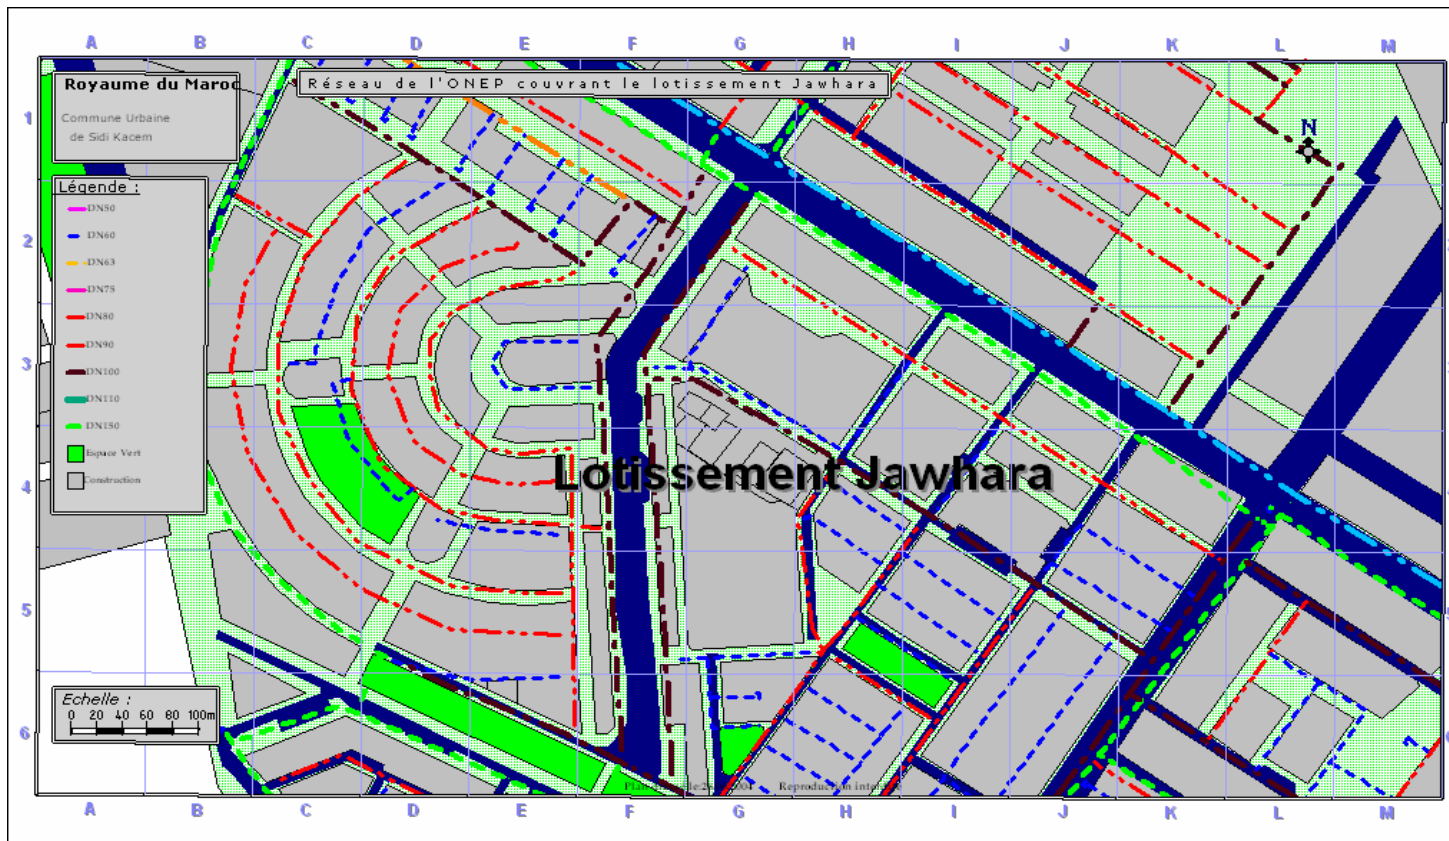 A B C D E F G H I J K L M
Royaume du Maroc
Réseau de l'ONEP couvrant le lotissement Jawhara
Commune Urbaine
de Sidi Kacem
N
Légende :
DN50
DN60
DN63
DN75
DN80
DN90
DN100
DN110
DN150
Espace Vert
Construction
1
2
3
4
5
6
Lotissement Jawhara
Echelle :
0 20 40 60 80 100m
Reproduction
A B C D E F G H I J K L M